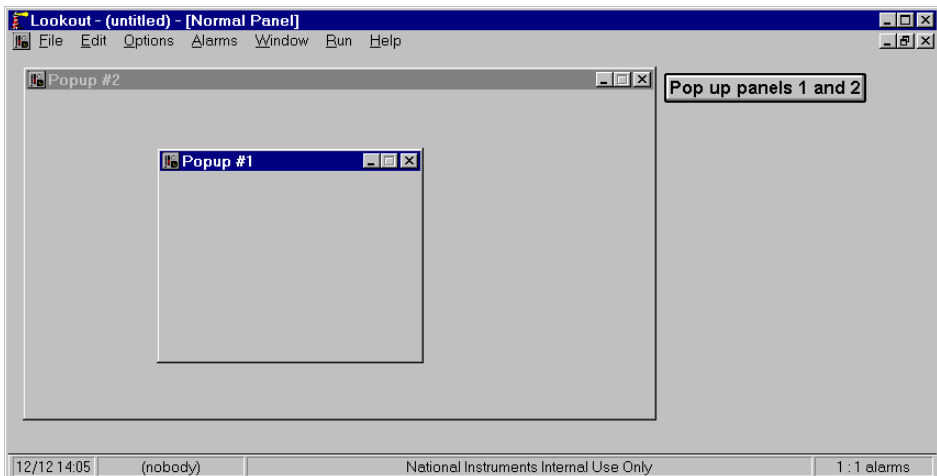 Lookout - (untitled) - [Normal Panel]
File Edit Options Alarms Window Run Help
Popup #2
Pop up panels 1 and 2
Popup #1
12/12 14:05 (nobody) National Instruments Internal Use Only 1 : 1 alarms